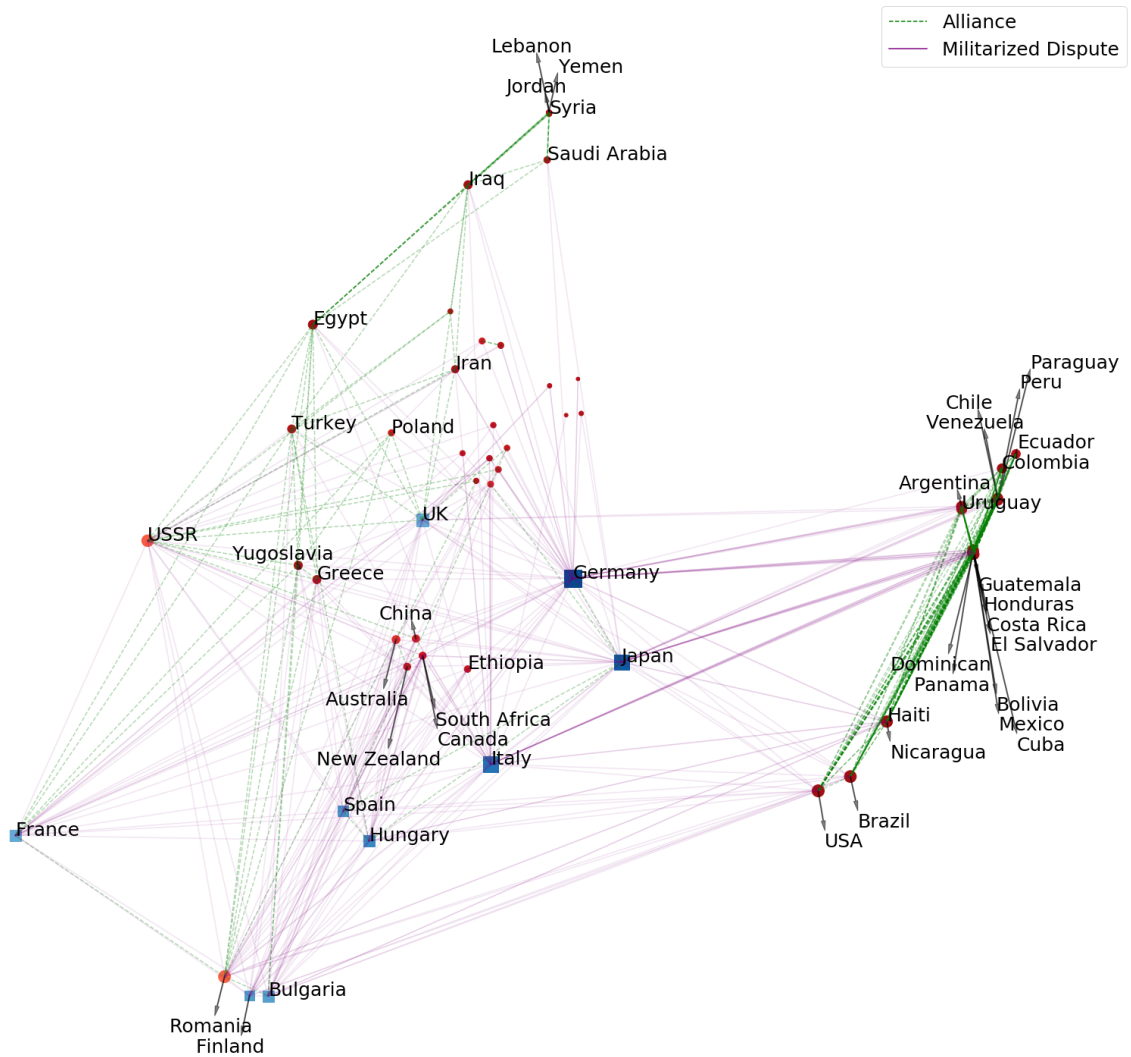 Alliance
Militarized Dispute
Lebanon
Yemen
Jordan
Syria
Saudi Arabia
Iraq
Egypt
Iran
Paraguay
Peru
Chile
Venezuela
Turkey
Poland
Ecuador
Colombia
Argentina
Uruguay
UK
USSR
Yugoslavia
Greece
Germany
Guatemala
Honduras
China
Costa Rica
El Salvador
Japan
Ethiopia
Dominican
Panama
Australia
Bolivia
South Africa
Haiti
Mexico
Canada
Cuba
New Zealand
Italy
Nicaragua
Spain
Brazil
France
Hungary
USA
Bulgaria
Romania
Finland